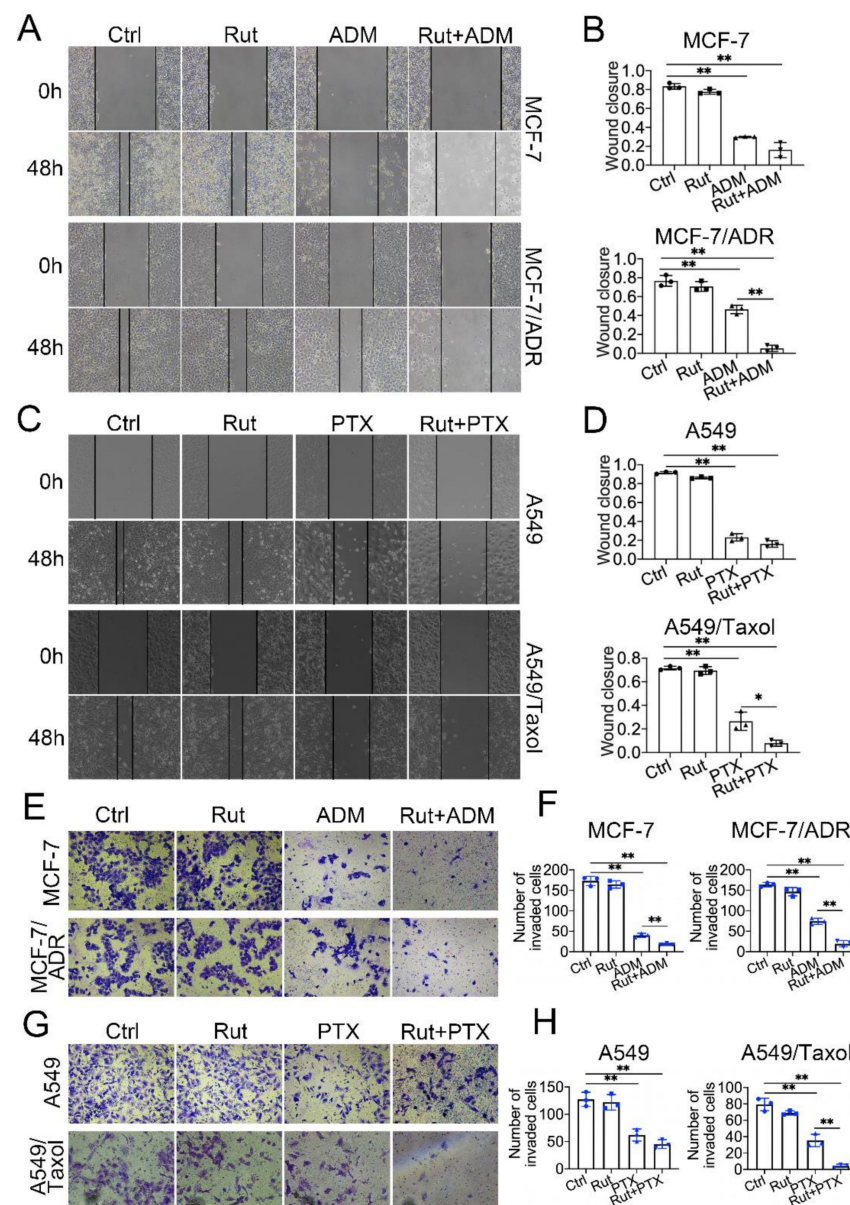 A
Ctrl Rut ADM Rut+ADM
0h
48h
MCF-7
0h
48h
MCF-7/ADR
B
MCF-7
Wound closure
1.0
0.8
0.6
0.4
0.2
0.0
**
**
Ctrl Rut ADM Rut+ADM
MCF-7/ADR
Wound closure
1.0
0.8
0.6
0.4
0.2
0.0
**
**
**
Ctrl Rut ADM Rut+ADM
C
Ctrl Rut PTX Rut+PTX
0h
48h
A549
0h
48h
A549/Taxol
D
A549
Wound closure
1.0
0.8
0.6
0.4
0.2
0.0
**
**
Ctrl Rut PTX Rut+PTX
A549/Taxol
Wound closure
0.8
0.6
0.4
0.2
0.0
**
**
*
Ctrl Rut PTX Rut+PTX
E
Ctrl Rut ADM Rut+ADM
MCF-7
MCF-7/
ADR
F
MCF-7
Number of
invaded cells
200
150
100
50
0
**
**
**
Ctrl Rut ADM Rut+ADM
MCF-7/ADR
Number of
invaded cells
200
150
100
50
0
**
**
**
Ctrl Rut ADM Rut+ADM
G
Ctrl Rut PTX Rut+PTX
A549
A549/
Taxol
H
A549
Number of
invaded cells
150
100
50
0
**
**
Ctrl Rut PTX Rut+PTX
A549/Taxol
Number of
invaded cells
100
80
60
40
20
0
**
**
**
Ctrl Rut PTX Rut+PTX